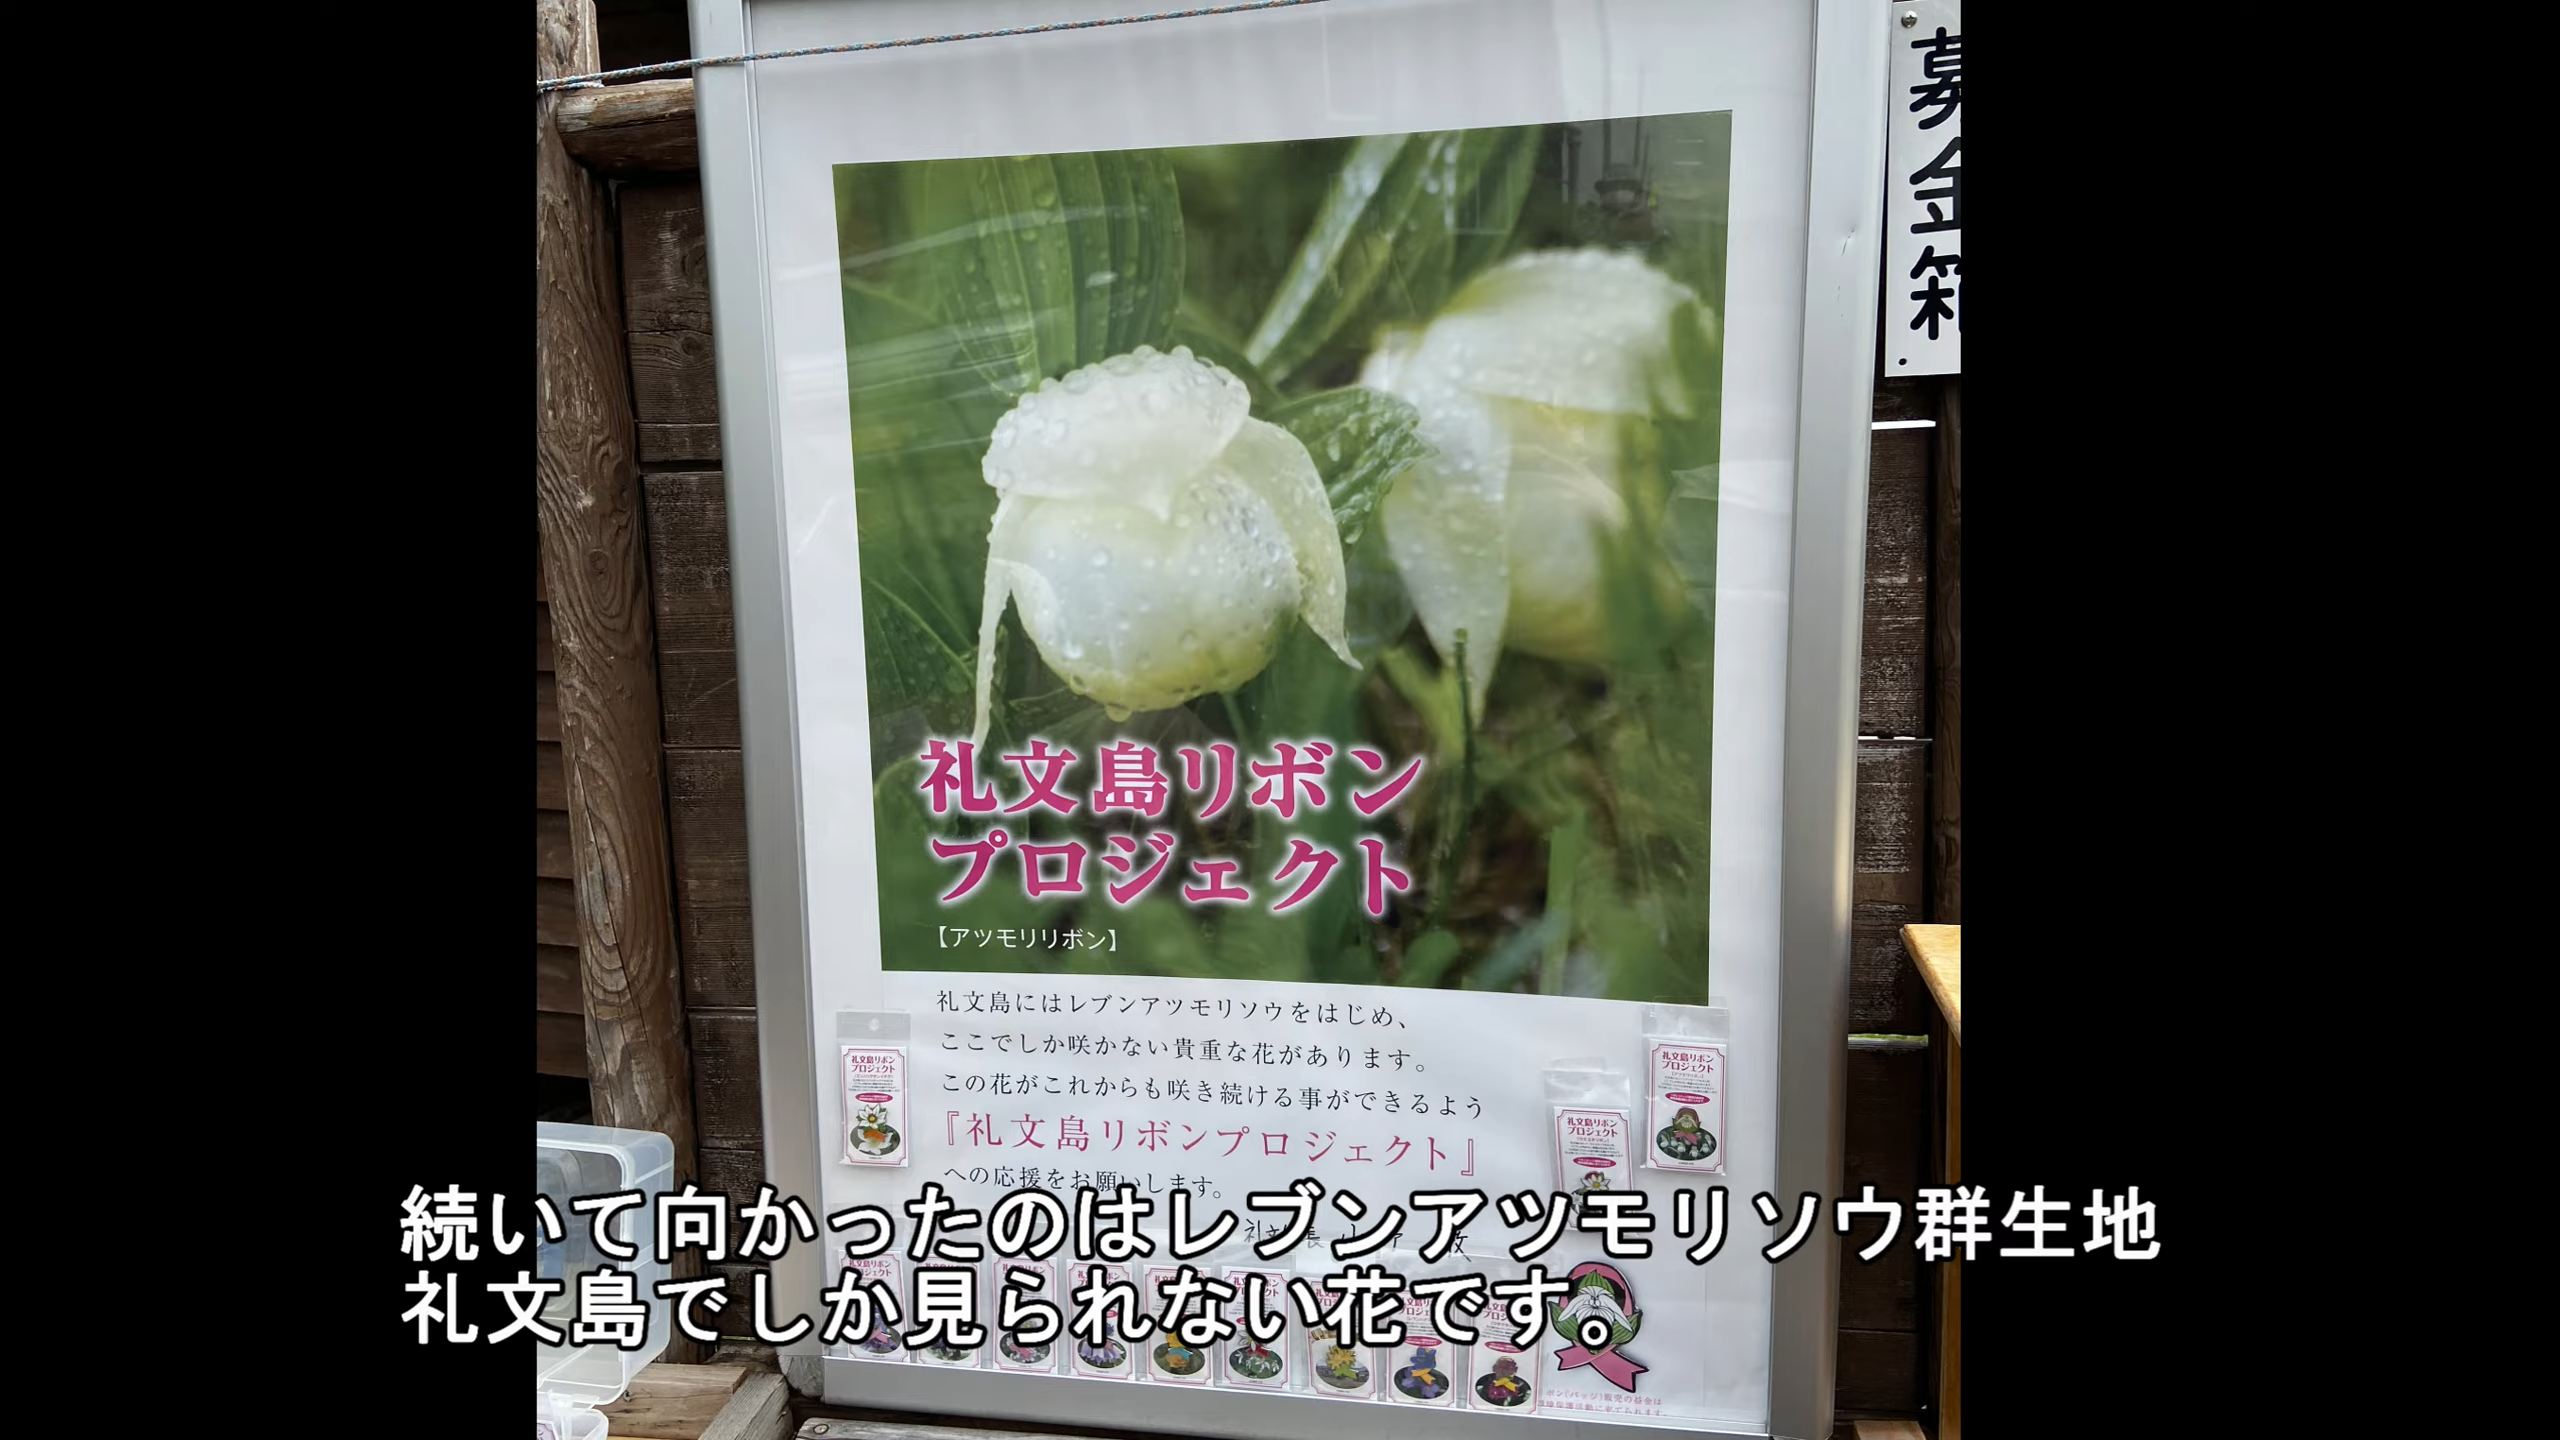 募金箱
礼文島リボン
プロジェクト
【アツモリリボン】
礼文島にはレブンアツモリソウをはじめ、
ここでしか咲かない貴重な花があります。
この花がこれからも咲き続ける事ができるよう
『礼文島リボンプロジェクト』
への応援をお願いします。
礼文島リボン
プロジェクト
礼文島リボン
プロジェクト
礼文島リボン
プロジェクト
続いて向かったのはレブンアツモリソウ群生地
礼文島でしか見られない花です。